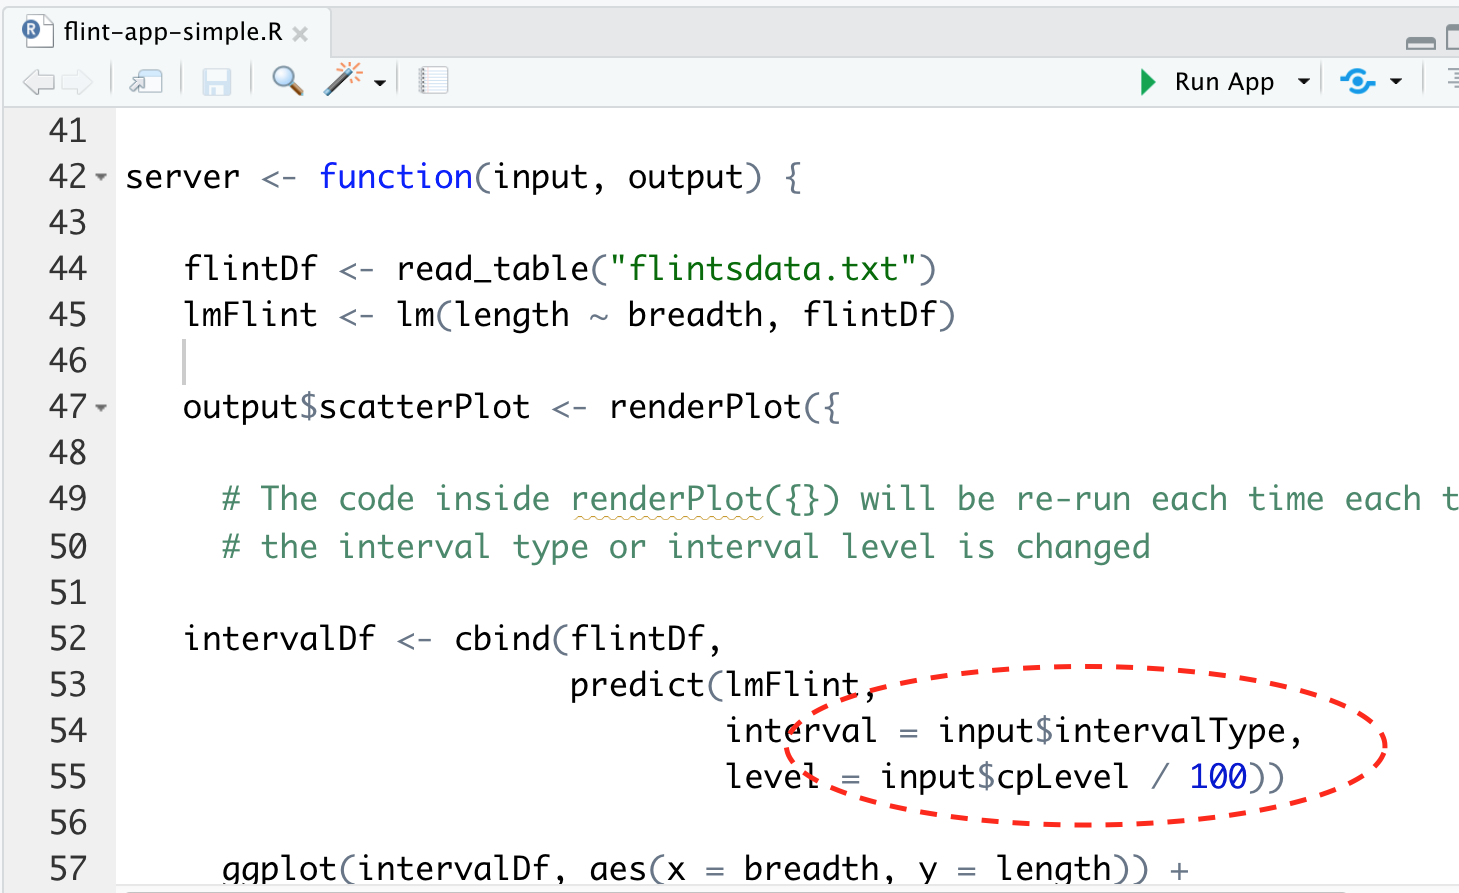 flint-app-simple.R
Run App
41
42 server <- function(input, output) {
43
44 flintDf <- read_table("flintsdata.txt")
45 lmFlint <- lm(length ~ breadth, flintDf)
46
47 output$scatterPlot <- renderPlot({
48
49 # The code inside renderPlot({}) will be re-run each time each t
50 # the interval type or interval level is changed
51
52 intervalDf <- cbind(flintDf,
53 predict(lmFlint,
54 interval = input$intervalType,
55 level = input$cpLevel / 100))
56
57 ggplot(intervalDf, aes(x = breadth, y = length)) +